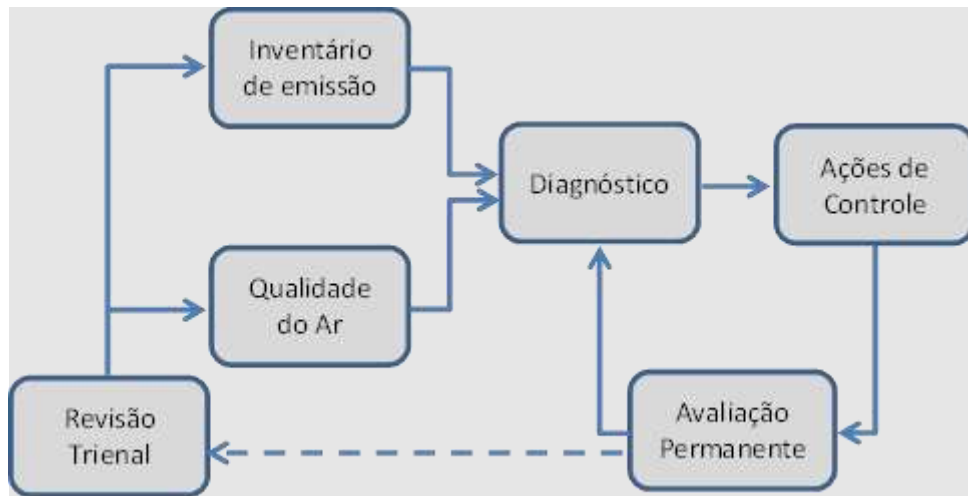 Inventário
de emissão
Diagnóstico
Ações de
Controle
Qualidade
do Ar
Revisão
Trienal
Avaliação
Permanente